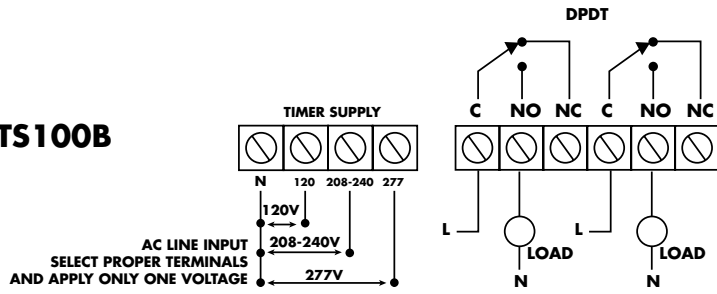 DPDT
TIMER SUPPLY
C NO NC C NO NC
TS100B
N 120 208-240 277
120V
L L
AC LINE INPUT 208-240V
LOAD LOAD
SELECT PROPER TERMINALS
AND APPLY ONLY ONE VOLTAGE 277V
N N